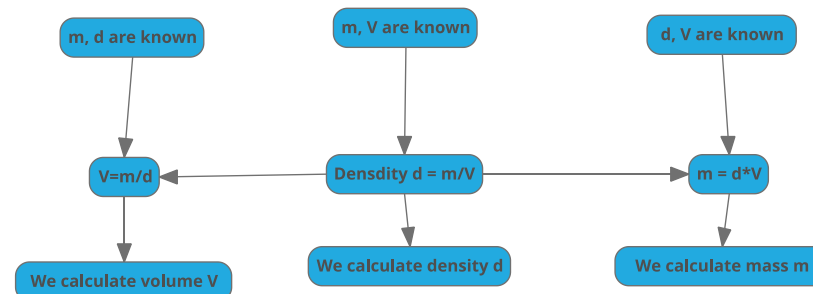 m, d are known
m, V are known
d, V are known
V=m/d
Densdity d = m/V
m = d*V
We calculate volume V
We calculate density d
We calculate mass m